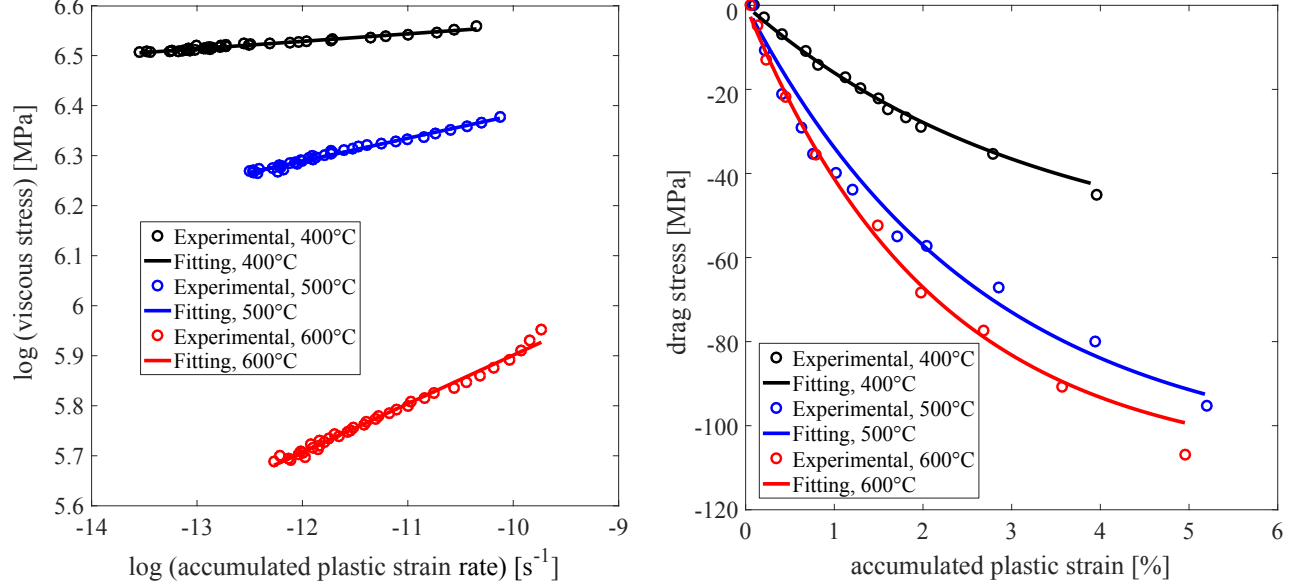 log (viscous stress) [MPa]
6.6
6.5
6.4
6.3
6.2
6.1
6
5.9
5.8
5.7
5.6
Experimental, 400°C
Fitting, 400°C
Experimental, 500°C
Fitting, 500°C
Experimental, 600°C
Fitting, 600°C
-14 -13 -12 -11 -10 -9
log (accumulated plastic strain rate) [s⁻¹]
drag stress [MPa]
0
-20
-40
-60
-80
-100
-120
Experimental, 400°C
Fitting, 400°C
Experimental, 500°C
Fitting, 500°C
Experimental, 600°C
Fitting, 600°C
0 1 2 3 4 5 6
accumulated plastic strain [%]